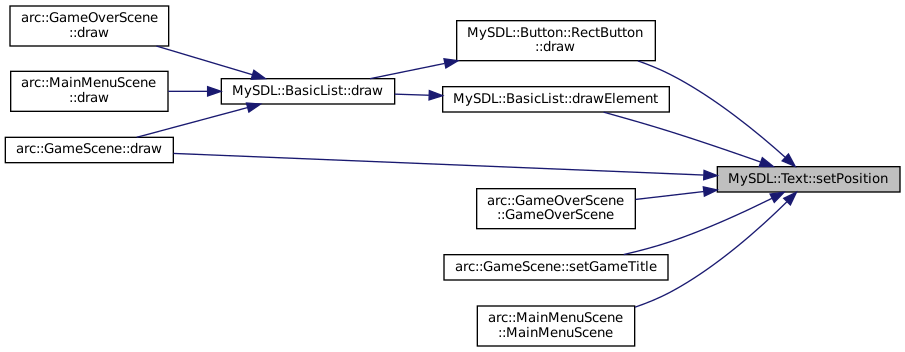 arc::GameOverScene
::draw
arc::MainMenuScene
::draw
arc::GameScene::draw
MySDL::BasicList::draw
MySDL::Button::RectButton
::draw
MySDL::BasicList::drawElement
arc::GameOverScene
::GameOverScene
arc::GameScene::setGameTitle
arc::MainMenuScene
::MainMenuScene
MySDL::Text::setPosition